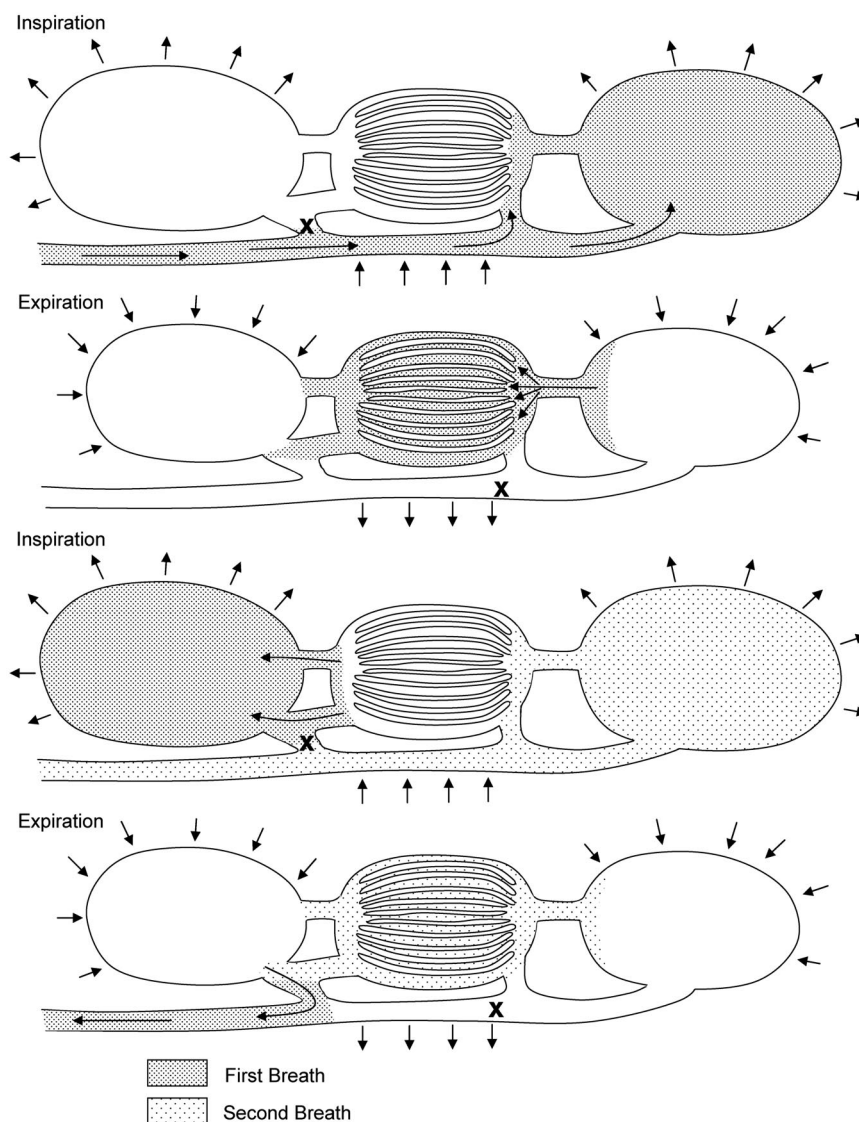 Inspiration
X
Expiration
X
Inspiration
X
Expiration
X
First Breath
Second Breath